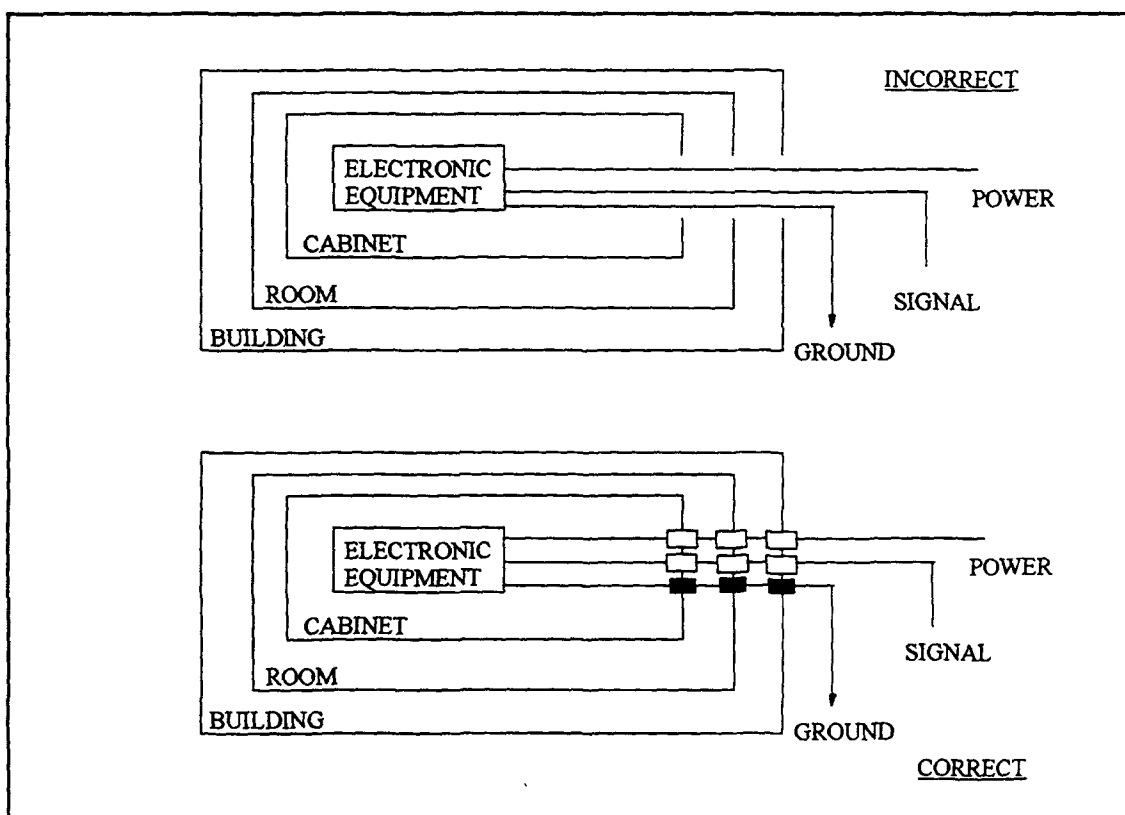 INCORRECT
ELECTRONIC
EQUIPMENT
POWER
CABINET
ROOM
SIGNAL
BUILDING
GROUND
ELECTRONIC
EQUIPMENT
POWER
CABINET
SIGNAL
ROOM
BUILDING
GROUND
CORRECT